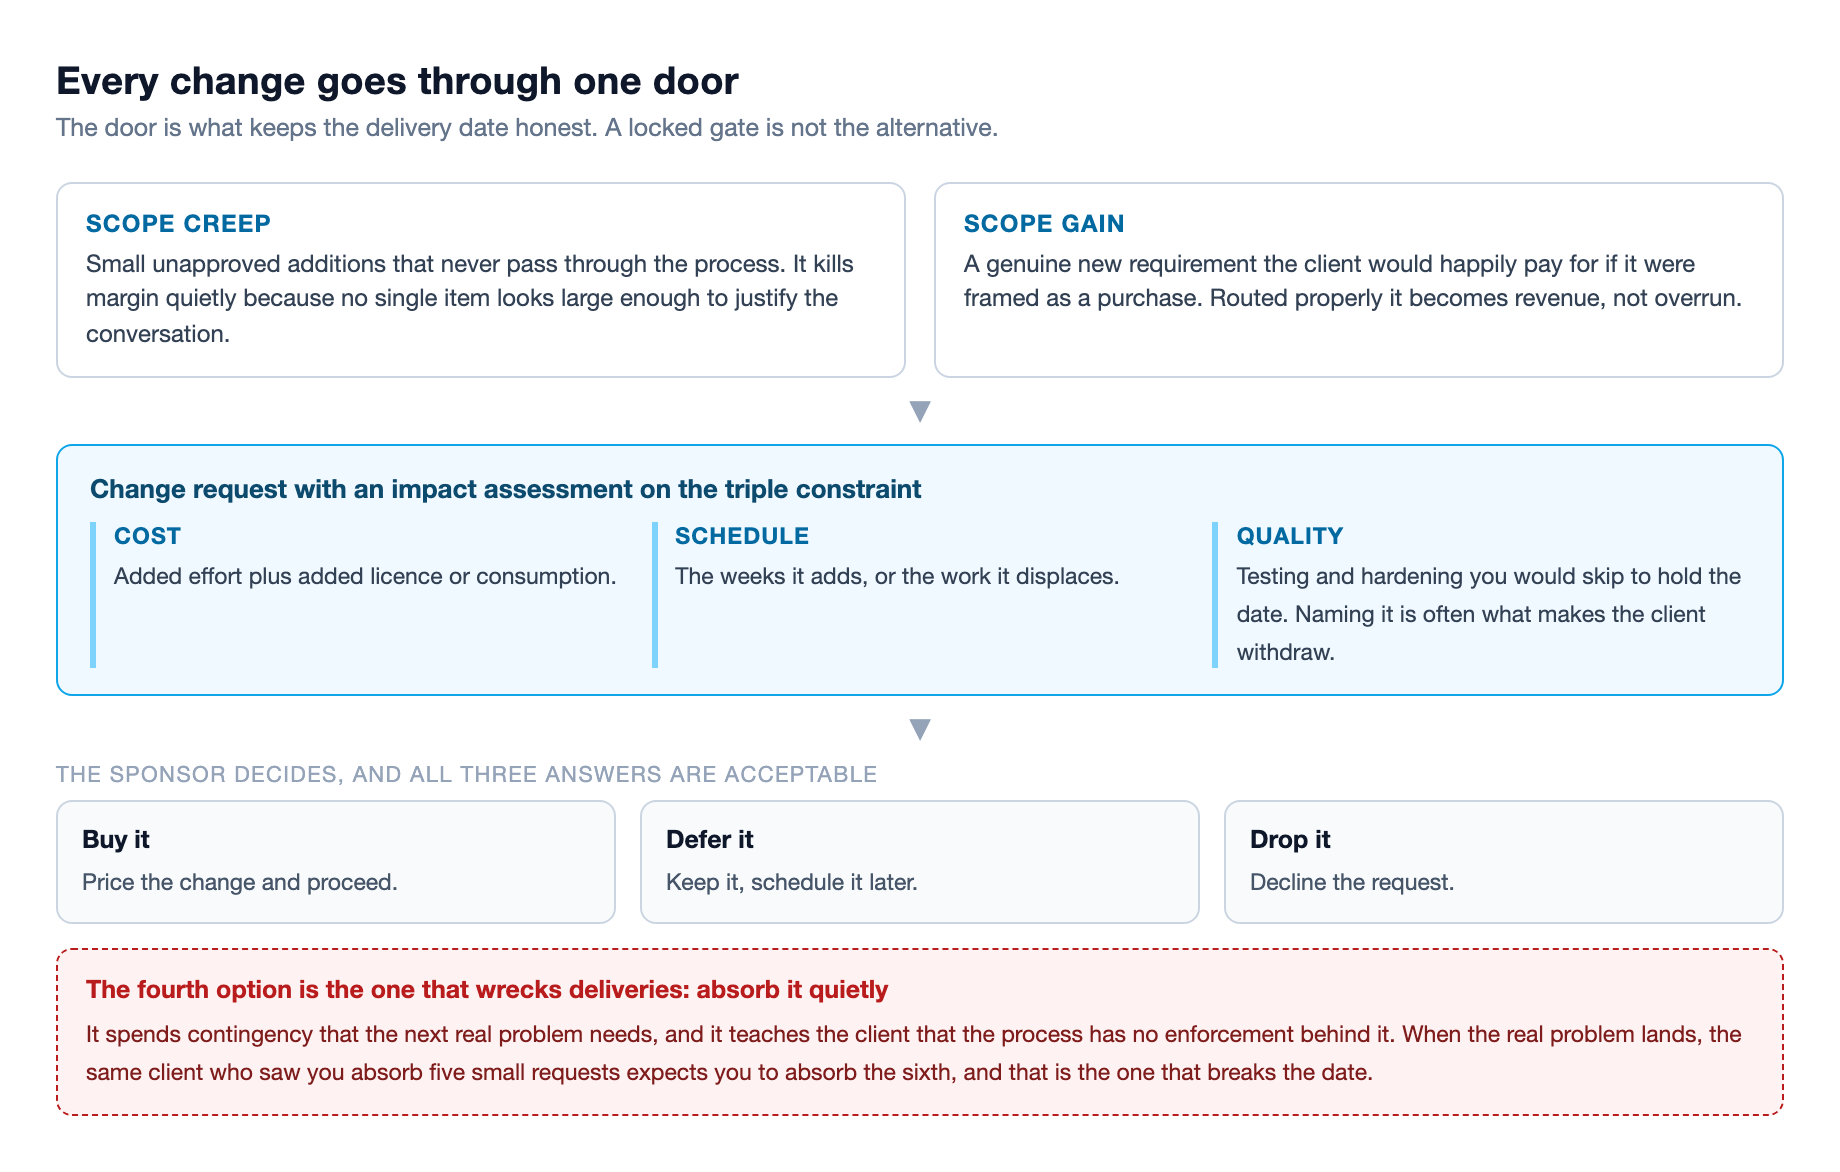 Every change goes through one door
The door is what keeps the delivery date honest. A locked gate is not the alternative.
SCOPE CREEP
Small unapproved additions that never pass through the process. It kills
margin quietly because no single item looks large enough to justify the
conversation.
SCOPE GAIN
A genuine new requirement the client would happily pay for if it were
framed as a purchase. Routed properly it becomes revenue, not overrun.
Change request with an impact assessment on the triple constraint
COST
Added effort plus added licence or consumption.
SCHEDULE
The weeks it adds, or the work it displaces.
QUALITY
Testing and hardening you would skip to hold the
date. Naming it is often what makes the client
withdraw.
THE SPONSOR DECIDES, AND ALL THREE ANSWERS ARE ACCEPTABLE
Buy it
Price the change and proceed.
Defer it
Keep it, schedule it later.
Drop it
Decline the request.
The fourth option is the one that wrecks deliveries: absorb it quietly
It spends contingency that the next real problem needs, and it teaches the client that the process has no enforcement behind it. When the real problem lands, the
same client who saw you absorb five small requests expects you to absorb the sixth, and that is the one that breaks the date.